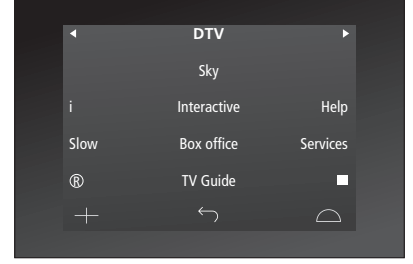 DTV
Sky
i Interactive Help
Slow Box office Services
® TV Guide